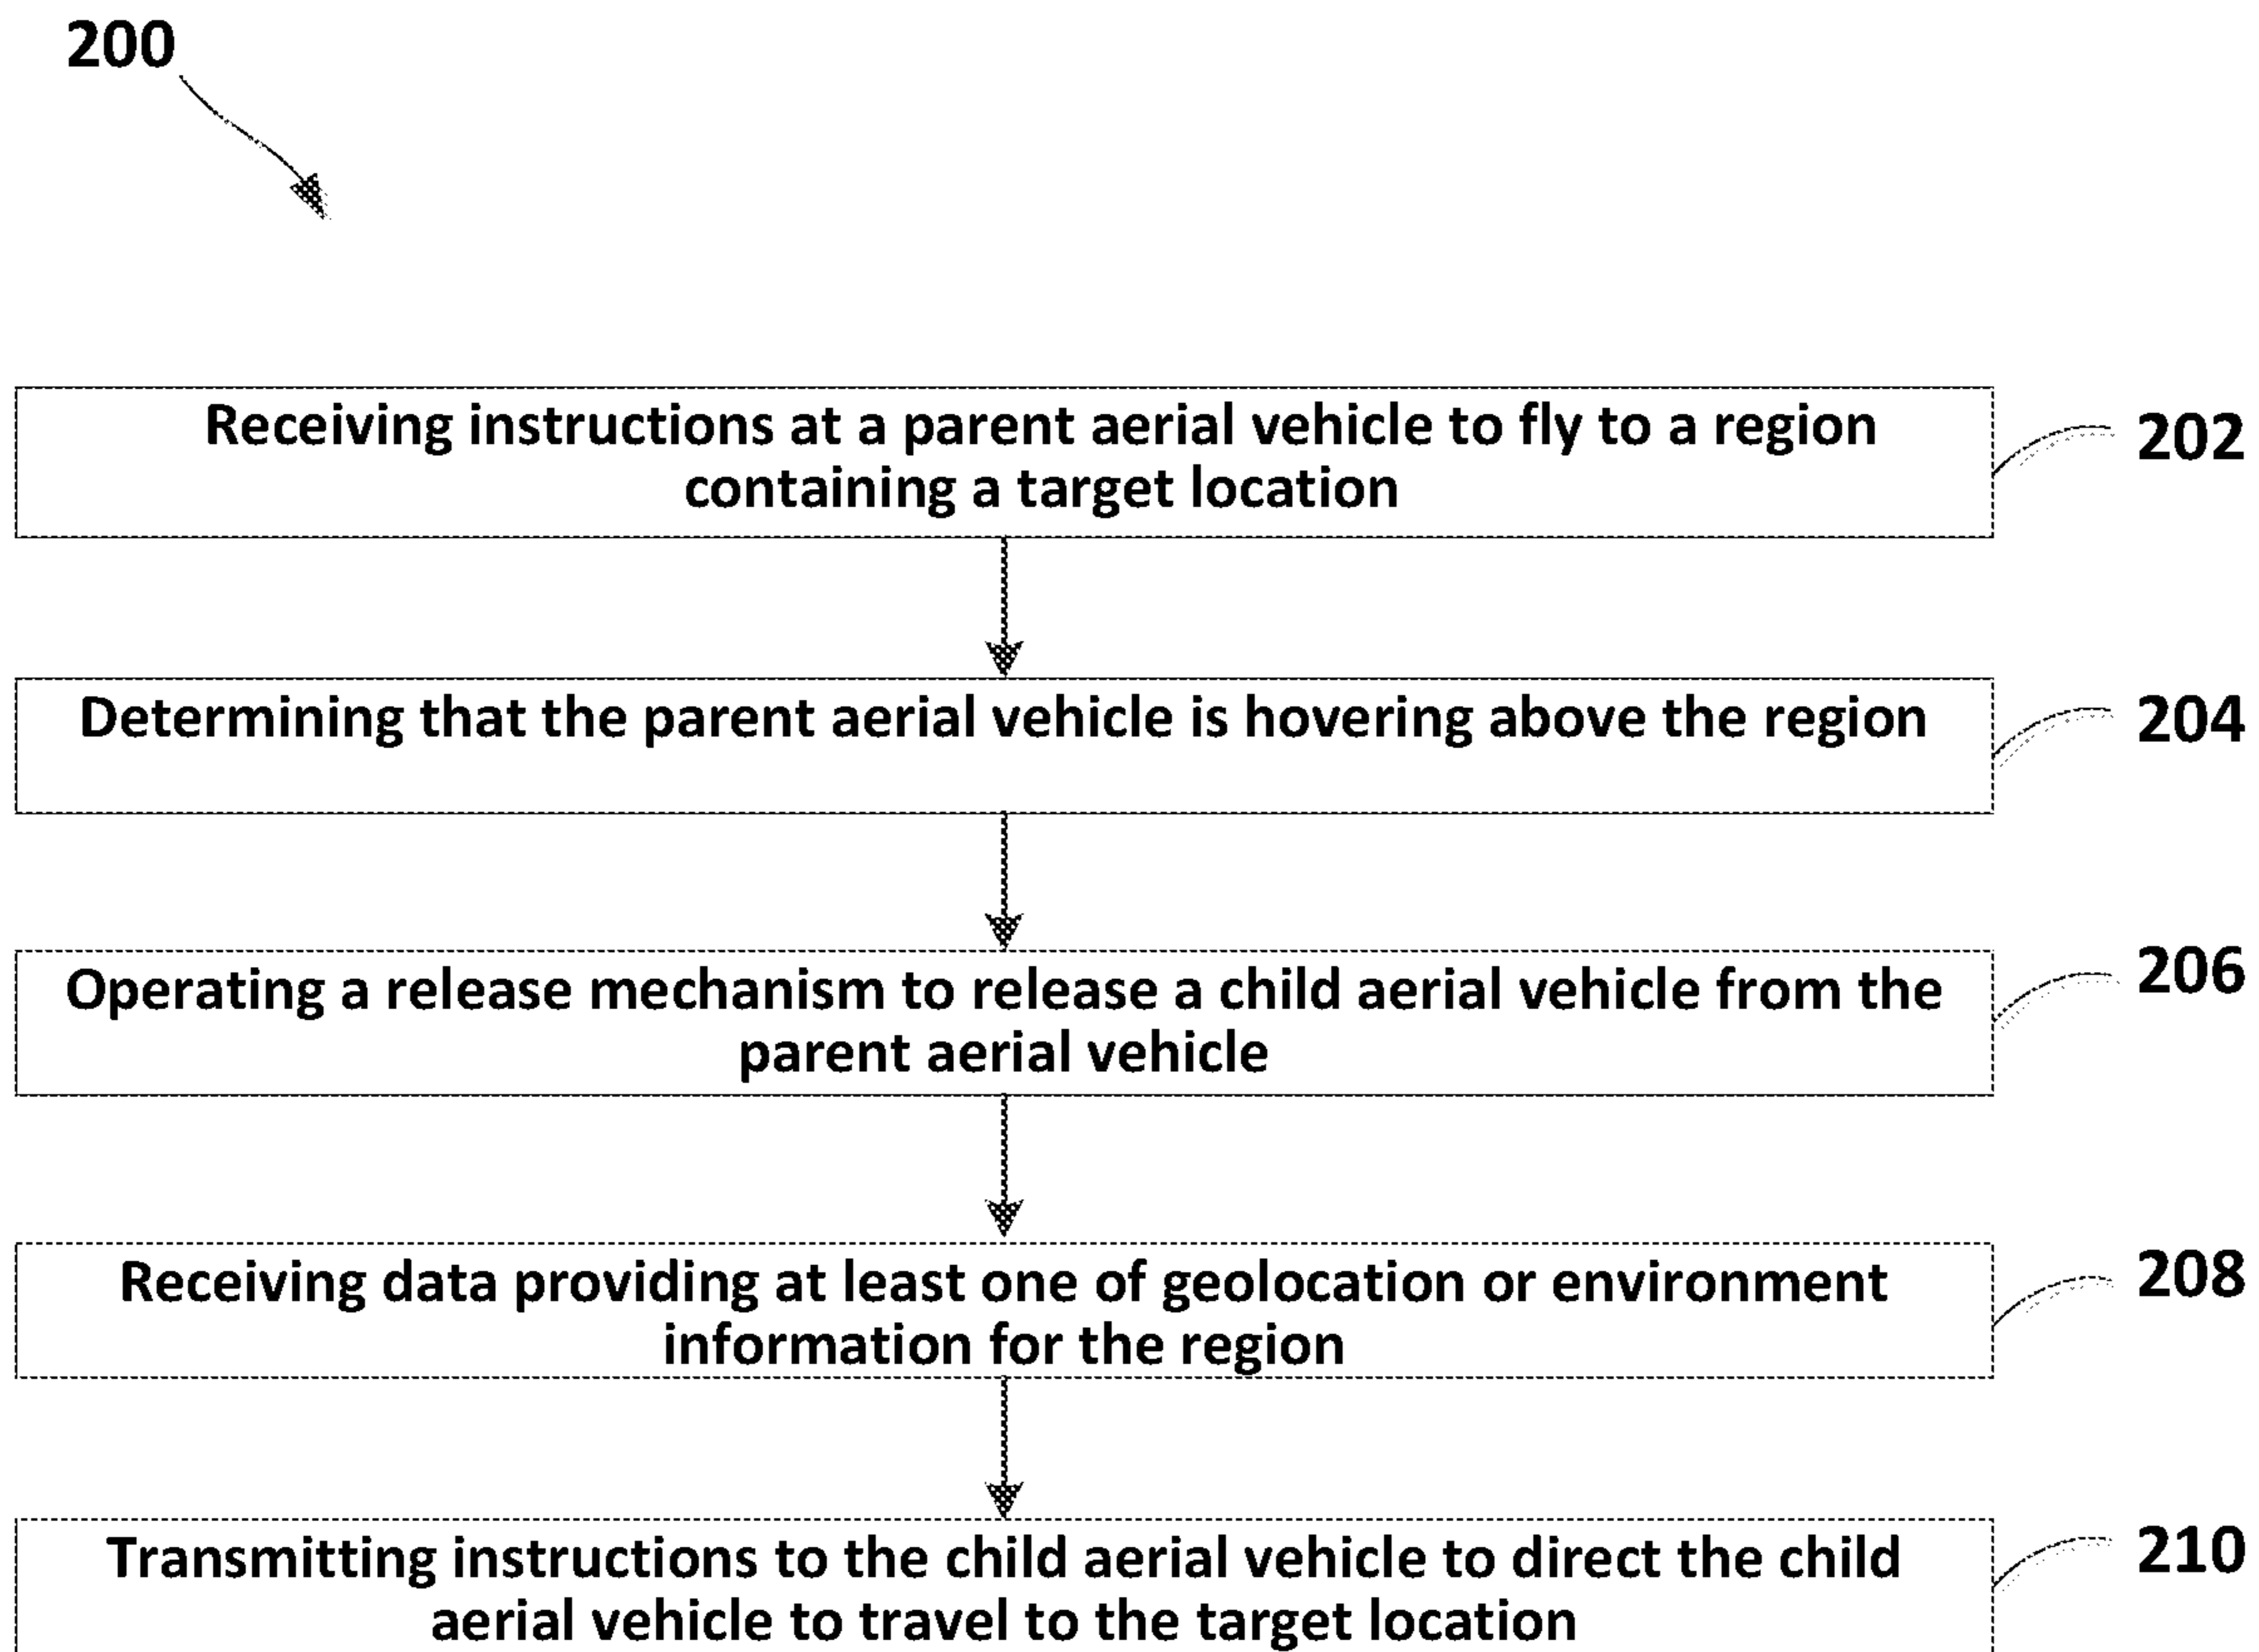 200
Receiving instructions at a parent aerial vehicle to fly to a region
containing a target location
202
Determining that the parent aerial vehicle is hovering above the region
204
Operating a release mechanism to release a child aerial vehicle from the
parent aerial vehicle
206
Receiving data providing at least one of geolocation or environment
information for the region
208
Transmitting instructions to the child aerial vehicle to direct the child
aerial vehicle to travel to the target location
210